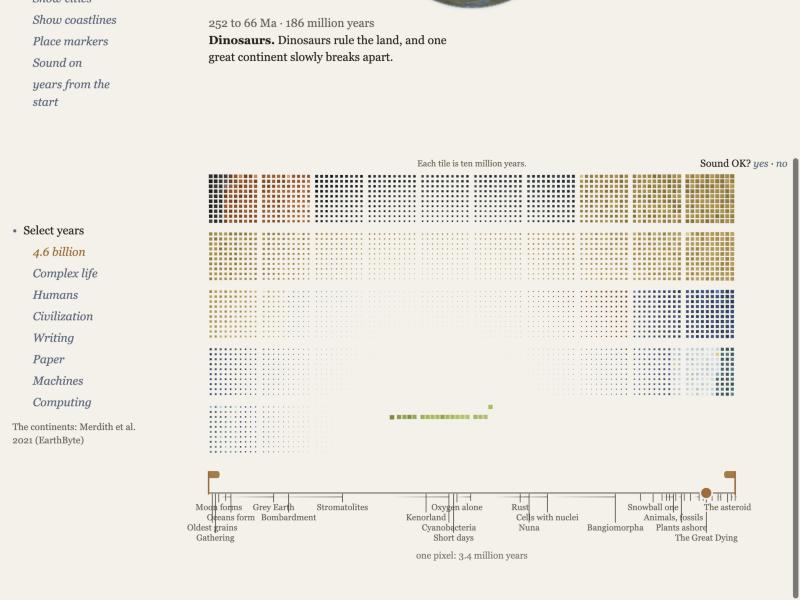 Show cities
Show coastlines
Place markers
Sound on
years from the
start
252 to 66 Ma · 186 million years
Dinosaurs. Dinosaurs rule the land, and one
great continent slowly breaks apart.
Each tile is ten million years.
Sound OK? yes · no
• Select years
4.6 billion
Complex life
Humans
Civilization
Writing
Paper
Machines
Computing
The continents: Merdith et al.
2021 (EarthByte)
Moon forms
Grey Earth
Stromatolites
Oxygen alone
Rust
Snowball one
The asteroid
Oceans form
Bombardment
Kenorland
Cells with nuclei
Animals, fossils
Oldest grains
Cyanobacteria
Nuna
Bangiomorpha
Plants ashore
Gathering
Short days
The Great Dying
one pixel: 3.4 million years